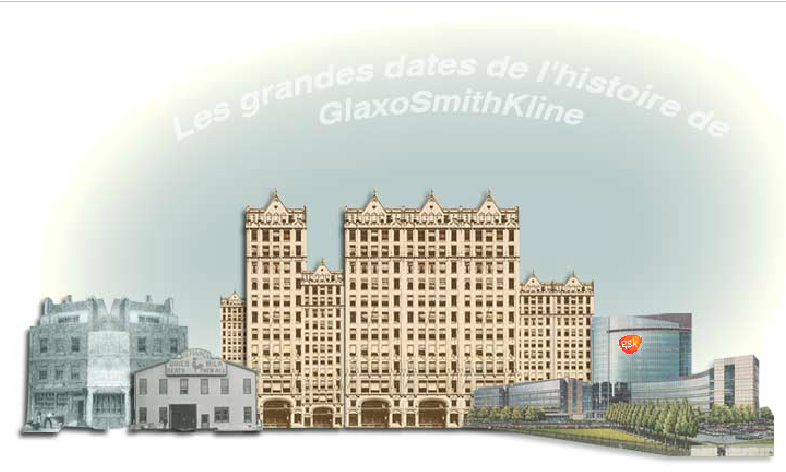 Les grandes dates de l'histoire de
GlaxoSmithKline
gsk